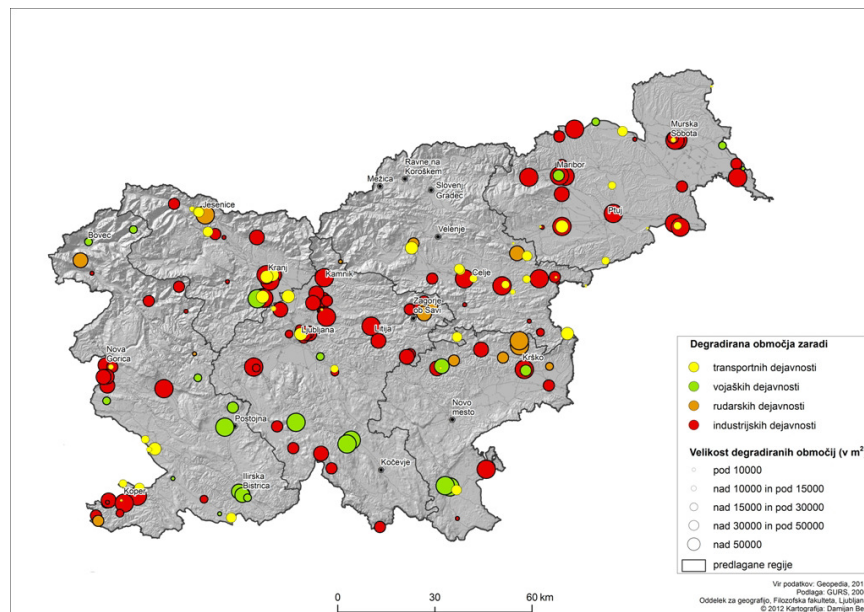 Murska
Sobota
Maribor
Ravne na
Koroškem
Mežica
Slovenj
Gradec
Jesenice
Ptuj
Bovec
Velenje
Celje
Kranj
Kamnik
Zagorje
ob Savi
Ljubljana
Litija
Nova
Gorica
Krško
Novo
mesto
Postojna
Kočevje
Ilirska
Bistrica
Koper
Degradirana območja zaradi
transportnih dejavnosti
vojaških dejavnosti
rudarskih dejavnosti
industrijskih dejavnosti
Velikost degradiranih območij (v m²
pod 10000
nad 10000 in pod 15000
nad 15000 in pod 30000
nad 30000 in pod 50000
nad 50000
predlagane regije
0 30 60 km
Vir podatkov: Geopedia, 201
Podlaga: GURS, 200
Oddelek za geografijo, Filozofska fakulteta, Ljubljan
© 2012 Kartografija: Damijan Be